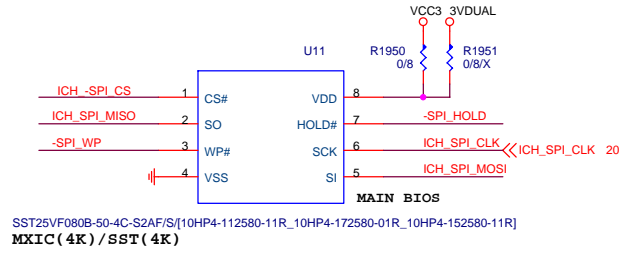 VCC3 3VDUAL
U11
R1950 R1951
0/8 0/8/X
ICH_-SPI_CS 1 CS# VDD 8
ICH_SPI_MISO 2 SO HOLD# 7 -SPI_HOLD
-SPI_WP 3 WP# SCK 6 ICH_SPI_CLK ICH_SPI_CLK 20
4 VSS SI 5 ICH_SPI_MOSI
MAIN BIOS
SST25VF080B-50-4C-S2AF/S/[10HP4-112580-11R_10HP4-172580-01R_10HP4-152580-11R]
MXIC(4K)/SST(4K)